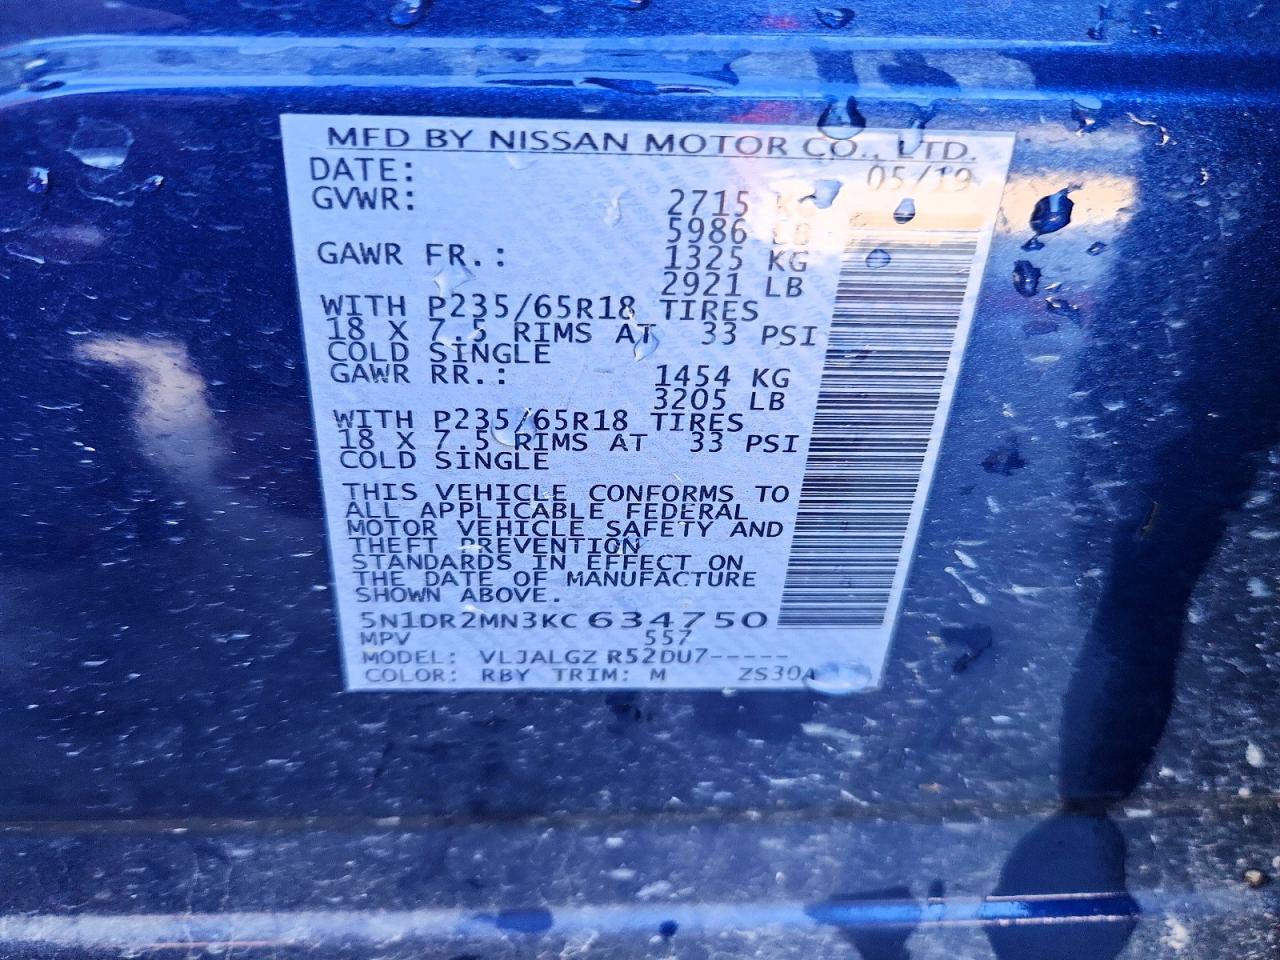 MFD BY NISSAN MOTOR CO., LTD.
DATE: 05/19
GVWR: 2715 KG
5986 LB
GAWR FR.: 1325 KG
2921 LB
WITH P235/65R18 TIRES
18 X 7.5 RIMS AT 33 PSI
COLD SINGLE
GAWR RR.: 1454 KG
3205 LB
WITH P235/65R18 TIRES
18 X 7.5 RIMS AT 33 PSI
COLD SINGLE
THIS VEHICLE CONFORMS TO
ALL APPLICABLE FEDERAL
MOTOR VEHICLE SAFETY AND
THEFT PREVENTION
STANDARDS IN EFFECT ON
THE DATE OF MANUFACTURE
SHOWN ABOVE.
5N1DR2MN3KC634750
MPV 557
MODEL: VLJALGZ R52DU7-----
COLOR: RBY TRIM: M ZS30A